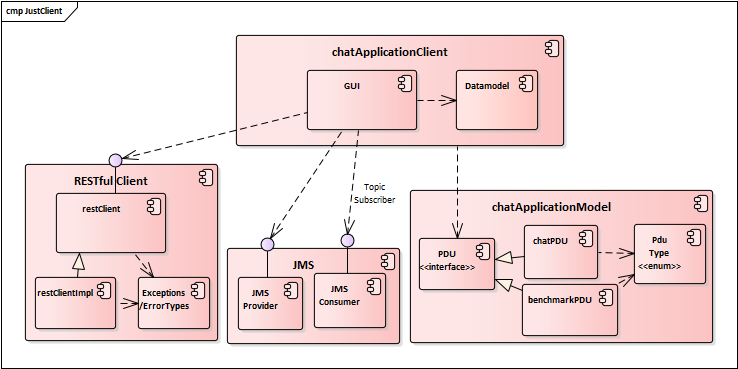 cmp JustClient
chatApplicationClient
GUI
Datamodel
RESTful Client
restClient
restClientImpl
Exceptions
/ErrorTypes
Topic
Subscriber
JMS
JMS
Provider
JMS
Consumer
chatApplicationModel
PDU
<<interface>>
chatPDU
benchmarkPDU
Pdu
Type
<<enum>>